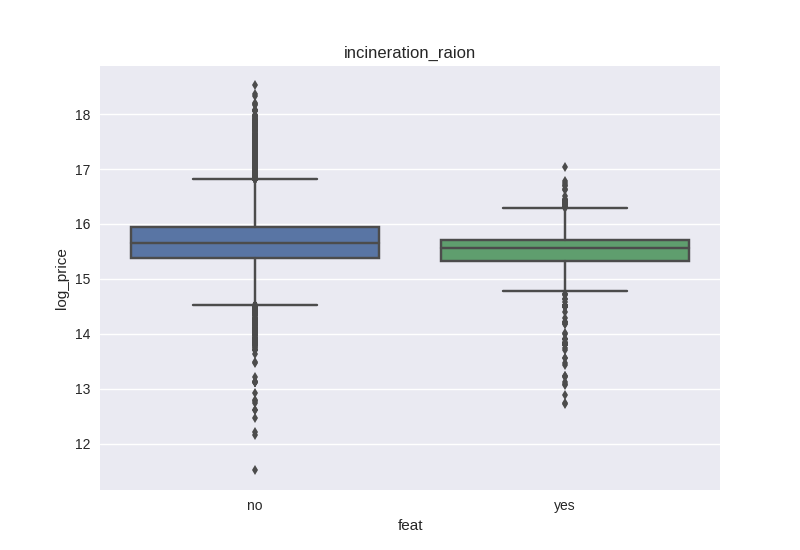 incineration_raion
log_price
18
17
16
15
14
13
12
no yes
feat